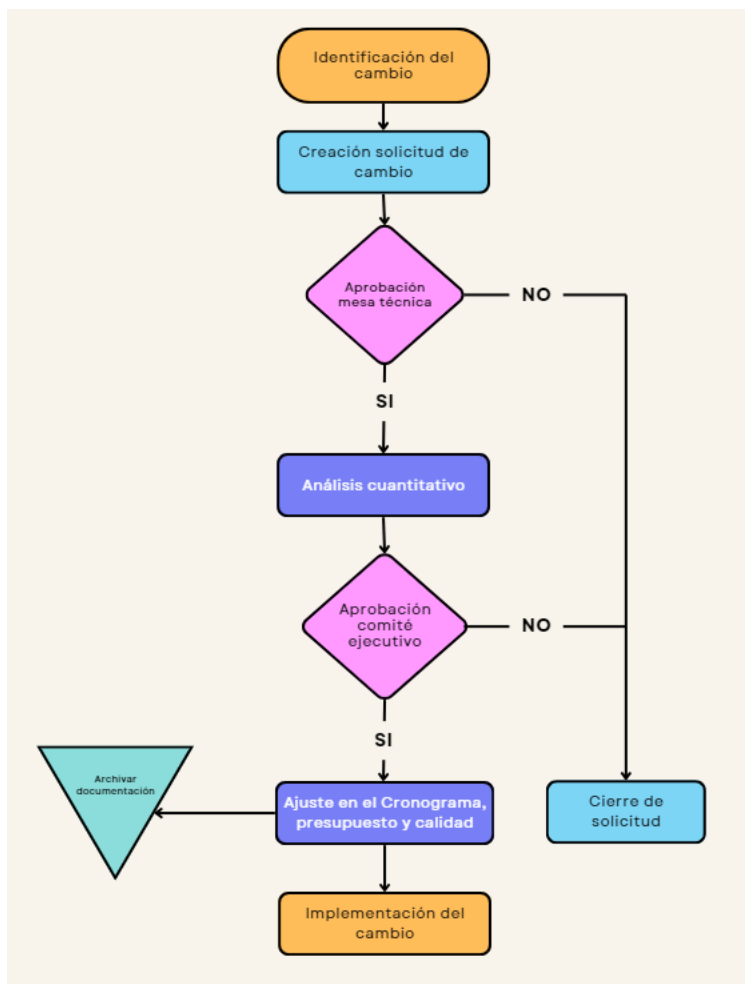 Identificación del
cambio
Creación solicitud de
cambio
Aprobación
mesa técnica
NO
SI
Análisis cuantitativo
Aprobación
comité
ejecutivo
NO
SI
Archivar
documentación
Ajuste en el Cronograma,
presupuesto y calidad
Cierre de
solicitud
Implementación del
cambio